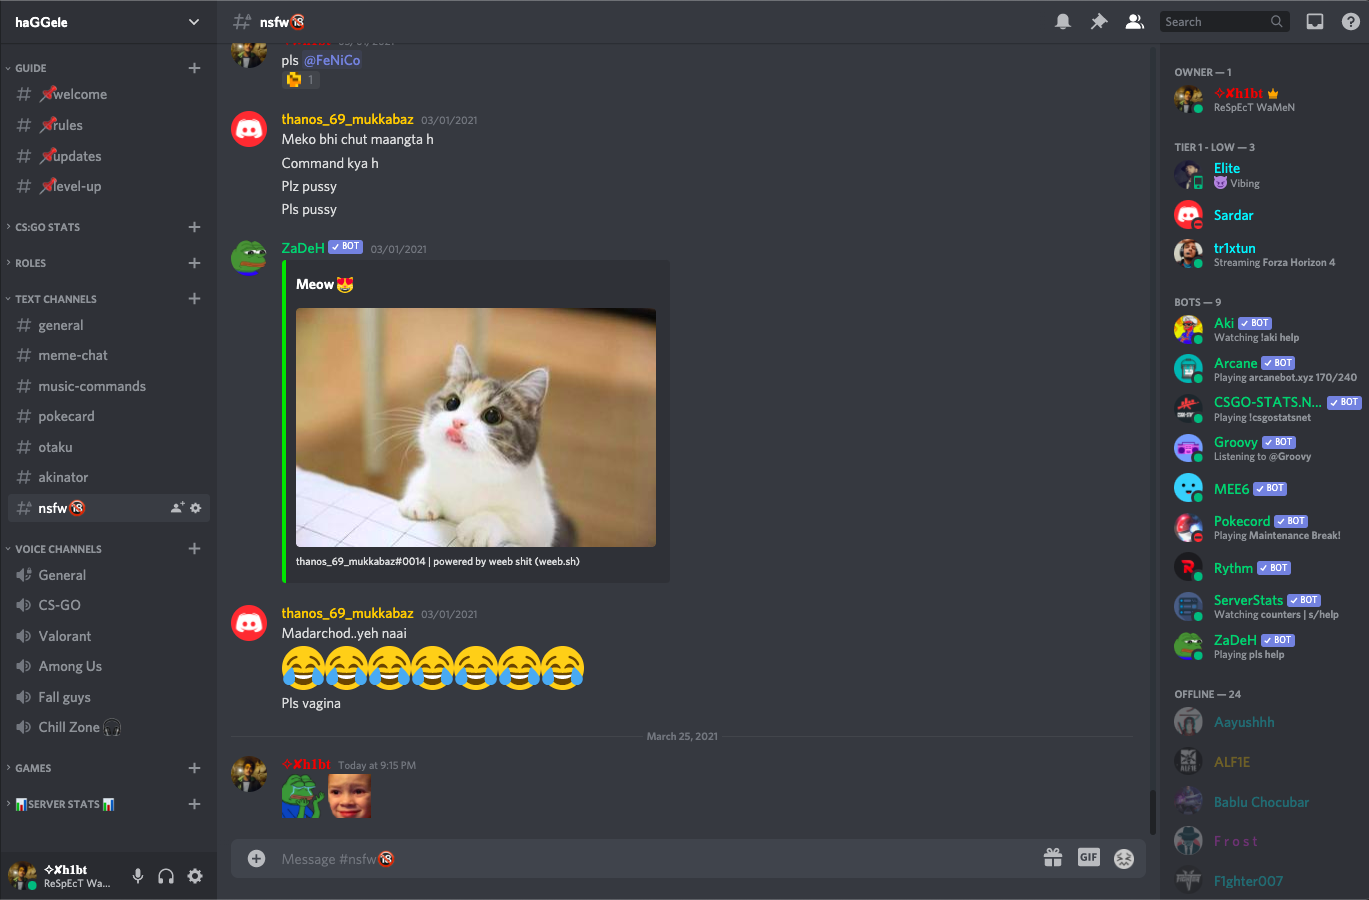 haGGele
GUIDE
welcome
rules
updates
level-up
CS:GO STATS
ROLES
TEXT CHANNELS
general
meme-chat
music-commands
pokecard
otaku
akinator
nsfw🔞
VOICE CHANNELS
General
CS-GO
Valorant
Among Us
Fall guys
Chill Zone🎧
GAMES
📊SERVER STATS📊
✧✘h1bt
ReSpEcT Wa...
nsfw🔞
Search
pls @FeNiCo
1
thanos_69_mukkabaz 03/01/2021
Meko bhi chut maangta h
Command kya h
Plz pussy
Pls pussy
ZaDeH ✓ BOT 03/01/2021
Meow😻
thanos_69_mukkabaz#0014 | powered by weeb shit (weeb.sh)
thanos_69_mukkabaz 03/01/2021
Madarchod..yeh naai
😂😂😂😂😂😂😂
Pls vagina
March 25, 2021
✧✘h1bt Today at 9:15 PM
Message #nsfw🔞
GIF
OWNER — 1
✧✘h1bt
ReSpEcT WaMeN
TIER 1 - LOW — 3
Elite
😈 Vibing
Sardar
tr1xtun
Streaming Forza Horizon 4
BOTS — 9
Aki ✓ BOT
Watching !aki help
Arcane ✓ BOT
Playing arcanebot.xyz 170/240
CSGO-STATS.N... ✓ BOT
Playing !csgostatsnet
Groovy ✓ BOT
Listening to @Groovy
MEE6 ✓ BOT
Pokecord ✓ BOT
Playing Maintenance Break!
Rythm ✓ BOT
ServerStats ✓ BOT
Watching counters | s/help
ZaDeH ✓ BOT
Playing pls help
OFFLINE — 24
Aayushhh
ALF1E
Bablu Chocubar
F r o s t
F1ghter007